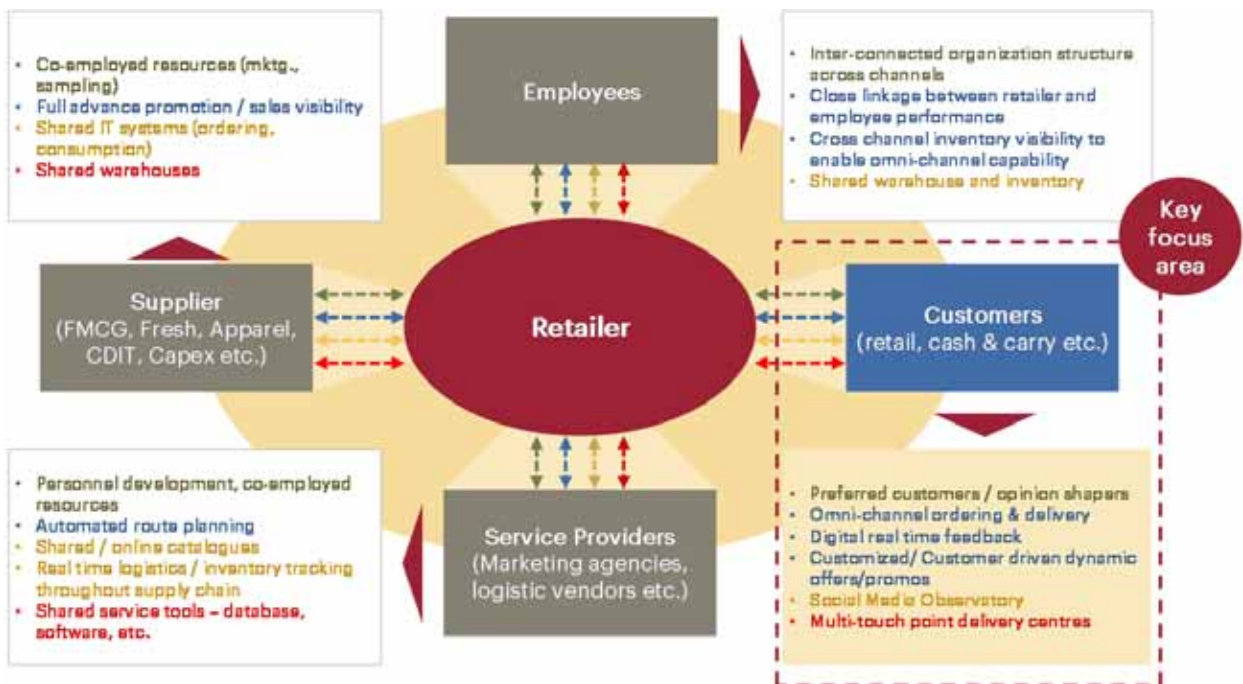 • Co-employed resources (mktg.,
sampling)
• Full advance promotion / sales visibility
• Shared IT systems (ordering,
consumption)
• Shared warehouses
Employees
• Inter-connected organization structure
across channels
• Close linkage between retailer and
employee performance
• Cross channel inventory visibility to
enable omni-channel capability
• Shared warehouse and inventory
Key
focus
area
Supplier
(FMCG, Fresh, Apparel,
CDIT, Capex etc.)
Retailer
Customers
(retail, cash & carry etc.)
• Personnel development, co-employed
resources
• Automated route planning
• Shared / online catalogues
• Real time logistics / inventory tracking
throughout supply chain
• Shared service tools – database,
software, etc.
Service Providers
(Marketing agencies,
logistic vendors etc.)
• Preferred customers / opinion shapers
• Omni-channel ordering & delivery
• Digital real time feedback
• Customized/ Customer driven dynamic
offers/promos
• Social Media Observatory
• Multi-touch point delivery centres